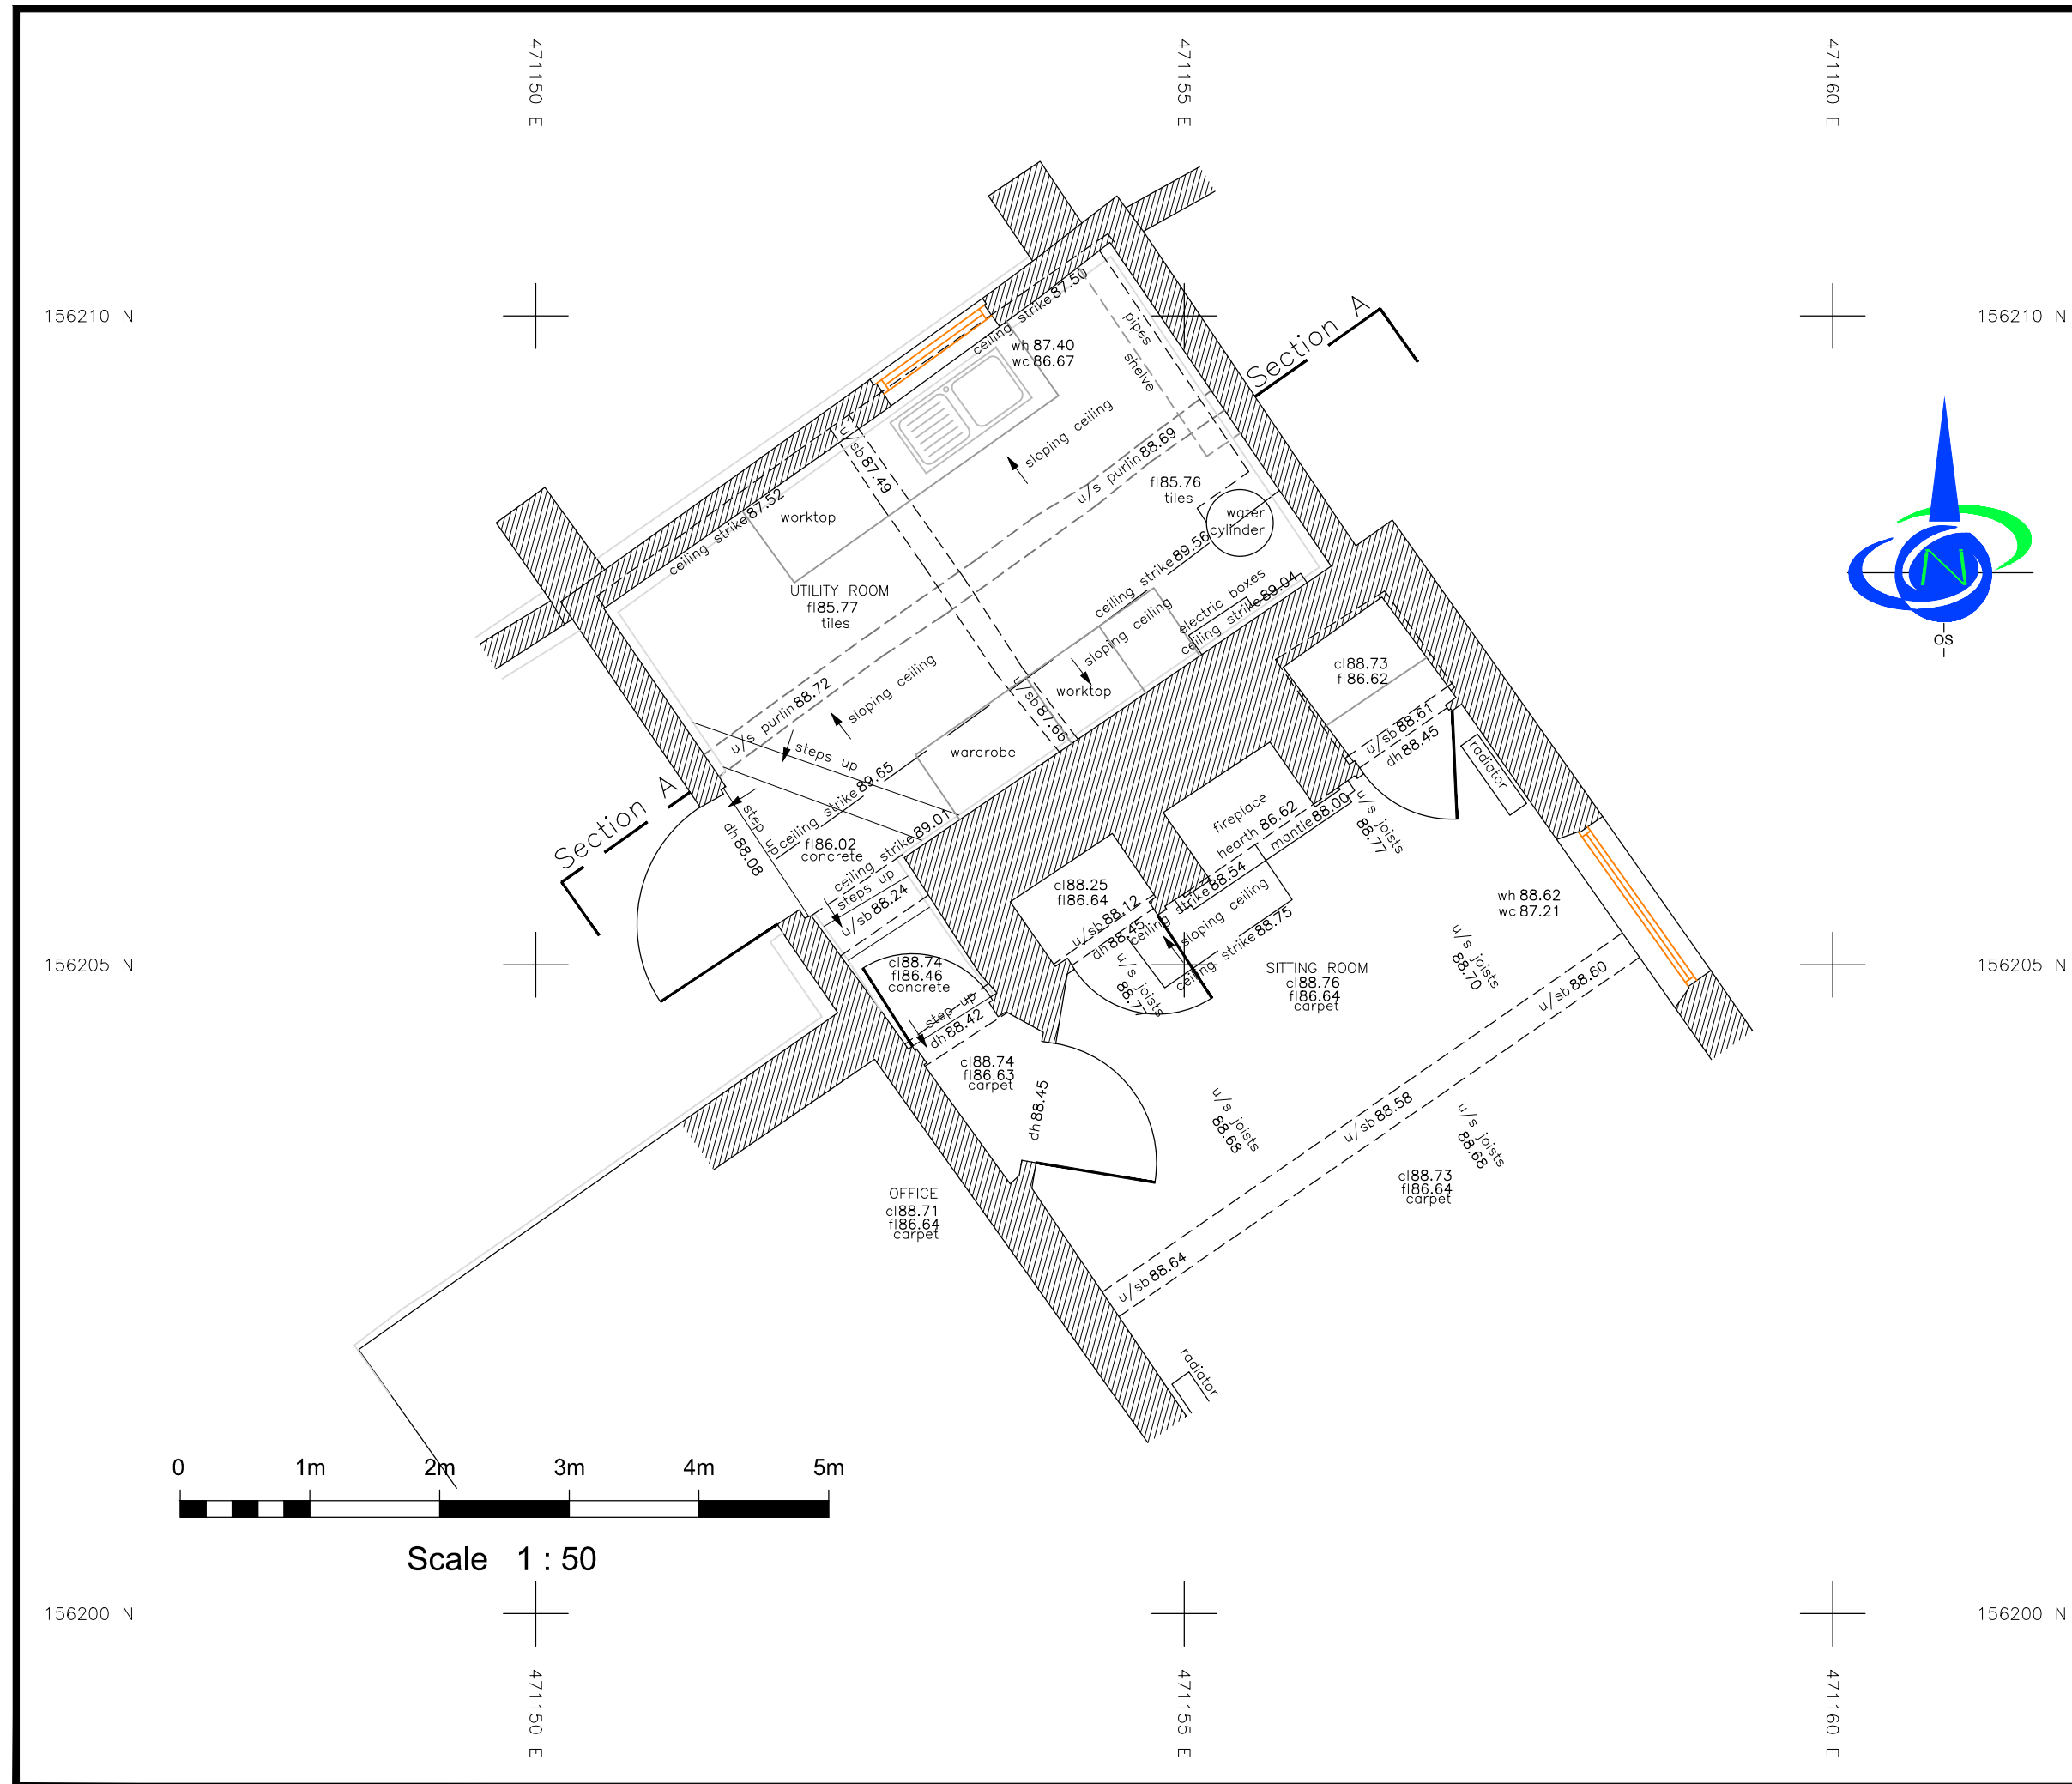 471150 E
471155 E
471160 E
156210 N
156210 N
ceiling strike 87.50
pipes
shelve
Section A
wh 87.40
wc 86.67
sloping ceiling
u/sb 87.49
u/s purlin 88.69
fl85.76
tiles
ceiling strike 87.52
worktop
water
cylinder
ceiling strike 89.56
N
OS
UTILITY ROOM
fl85.77
tiles
electric boxes
ceiling strike 89.04
sloping ceiling
u/s purlin 88.72
sloping ceiling
u/sb 87.66
worktop
cl88.73
fl86.62
u/sb 88.61
dh 88.45
radiator
steps up
wardrobe
ceiling strike 89.65
Section A
step up
dh 88.08
fl86.02
concrete
ceiling strike 89.01
steps up
u/sb 88.24
fireplace
hearth 86.62
mantle 88.00
u/s joists
88.77
cl88.25
fl86.64
u/sb 88.12
dh 88.45
ceiling strike 88.54
sloping ceiling
ceiling strike 88.75
wh 88.62
wc 87.21
156205 N
156205 N
cl88.74
fl86.46
concrete
u/s joists
88.77
SITTING ROOM
cl88.76
fl86.64
carpet
u/s joists
88.70
u/sb 88.60
step up
dh 88.42
cl88.74
fl86.63
carpet
dh 88.45
u/s joists
88.68
u/sb 88.58
u/s joists
88.68
cl88.73
fl86.64
carpet
OFFICE
cl88.71
fl86.64
carpet
u/sb 88.64
radiator
0 1m 2m 3m 4m 5m
Scale 1 : 50
156200 N
156200 N
471150 E
471155 E
471160 E